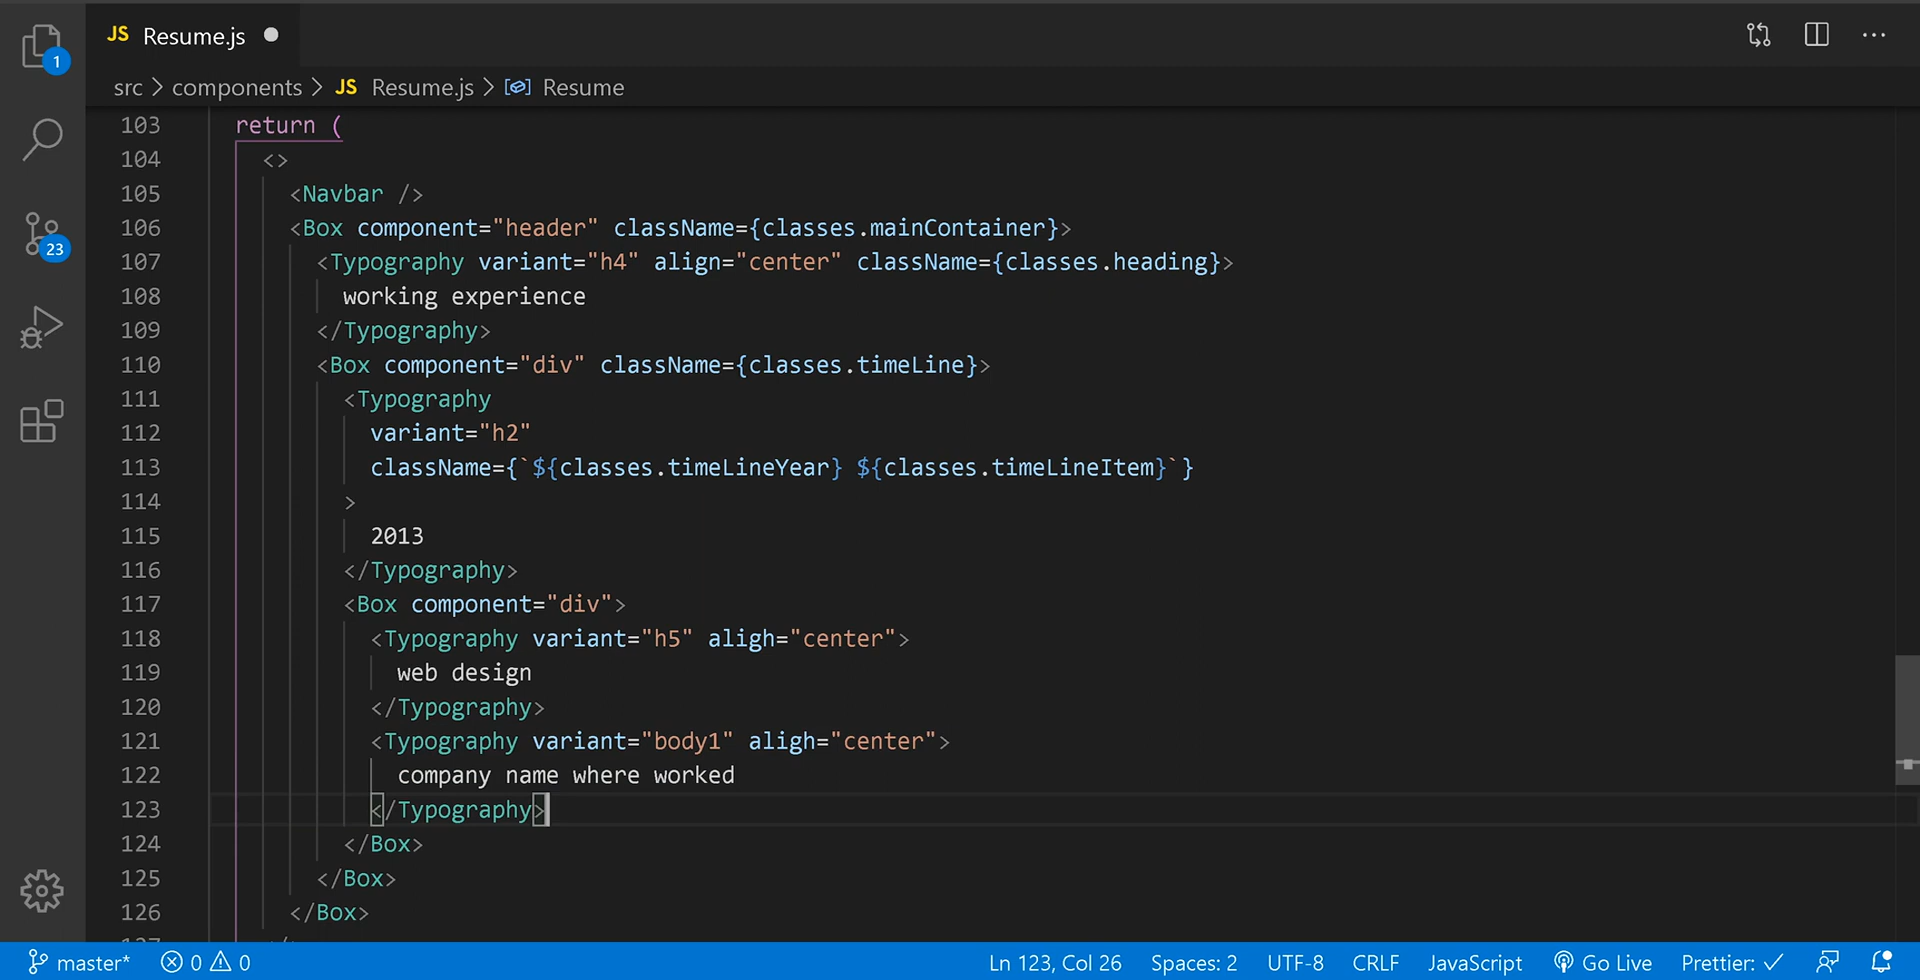 1
23
JS Resume.js
src > components > JS Resume.js > Resume
103 return (
104 <>
105 <Navbar />
106 <Box component="header" className={classes.mainContainer}>
107 <Typography variant="h4" align="center" className={classes.heading}>
108 working experience
109 </Typography>
110 <Box component="div" className={classes.timeLine}>
111 <Typography
112 variant="h2"
113 className={`${classes.timeLineYear} ${classes.timeLineItem}`}
114 >
115 2013
116 </Typography>
117 <Box component="div">
118 <Typography variant="h5" aligh="center">
119 web design
120 </Typography>
121 <Typography variant="body1" aligh="center">
122 company name where worked
123 </Typography>
124 </Box>
125 </Box>
126 </Box>
master* 0 0 Ln 123, Col 26 Spaces: 2 UTF-8 CRLF JavaScript Go Live Prettier: ✓